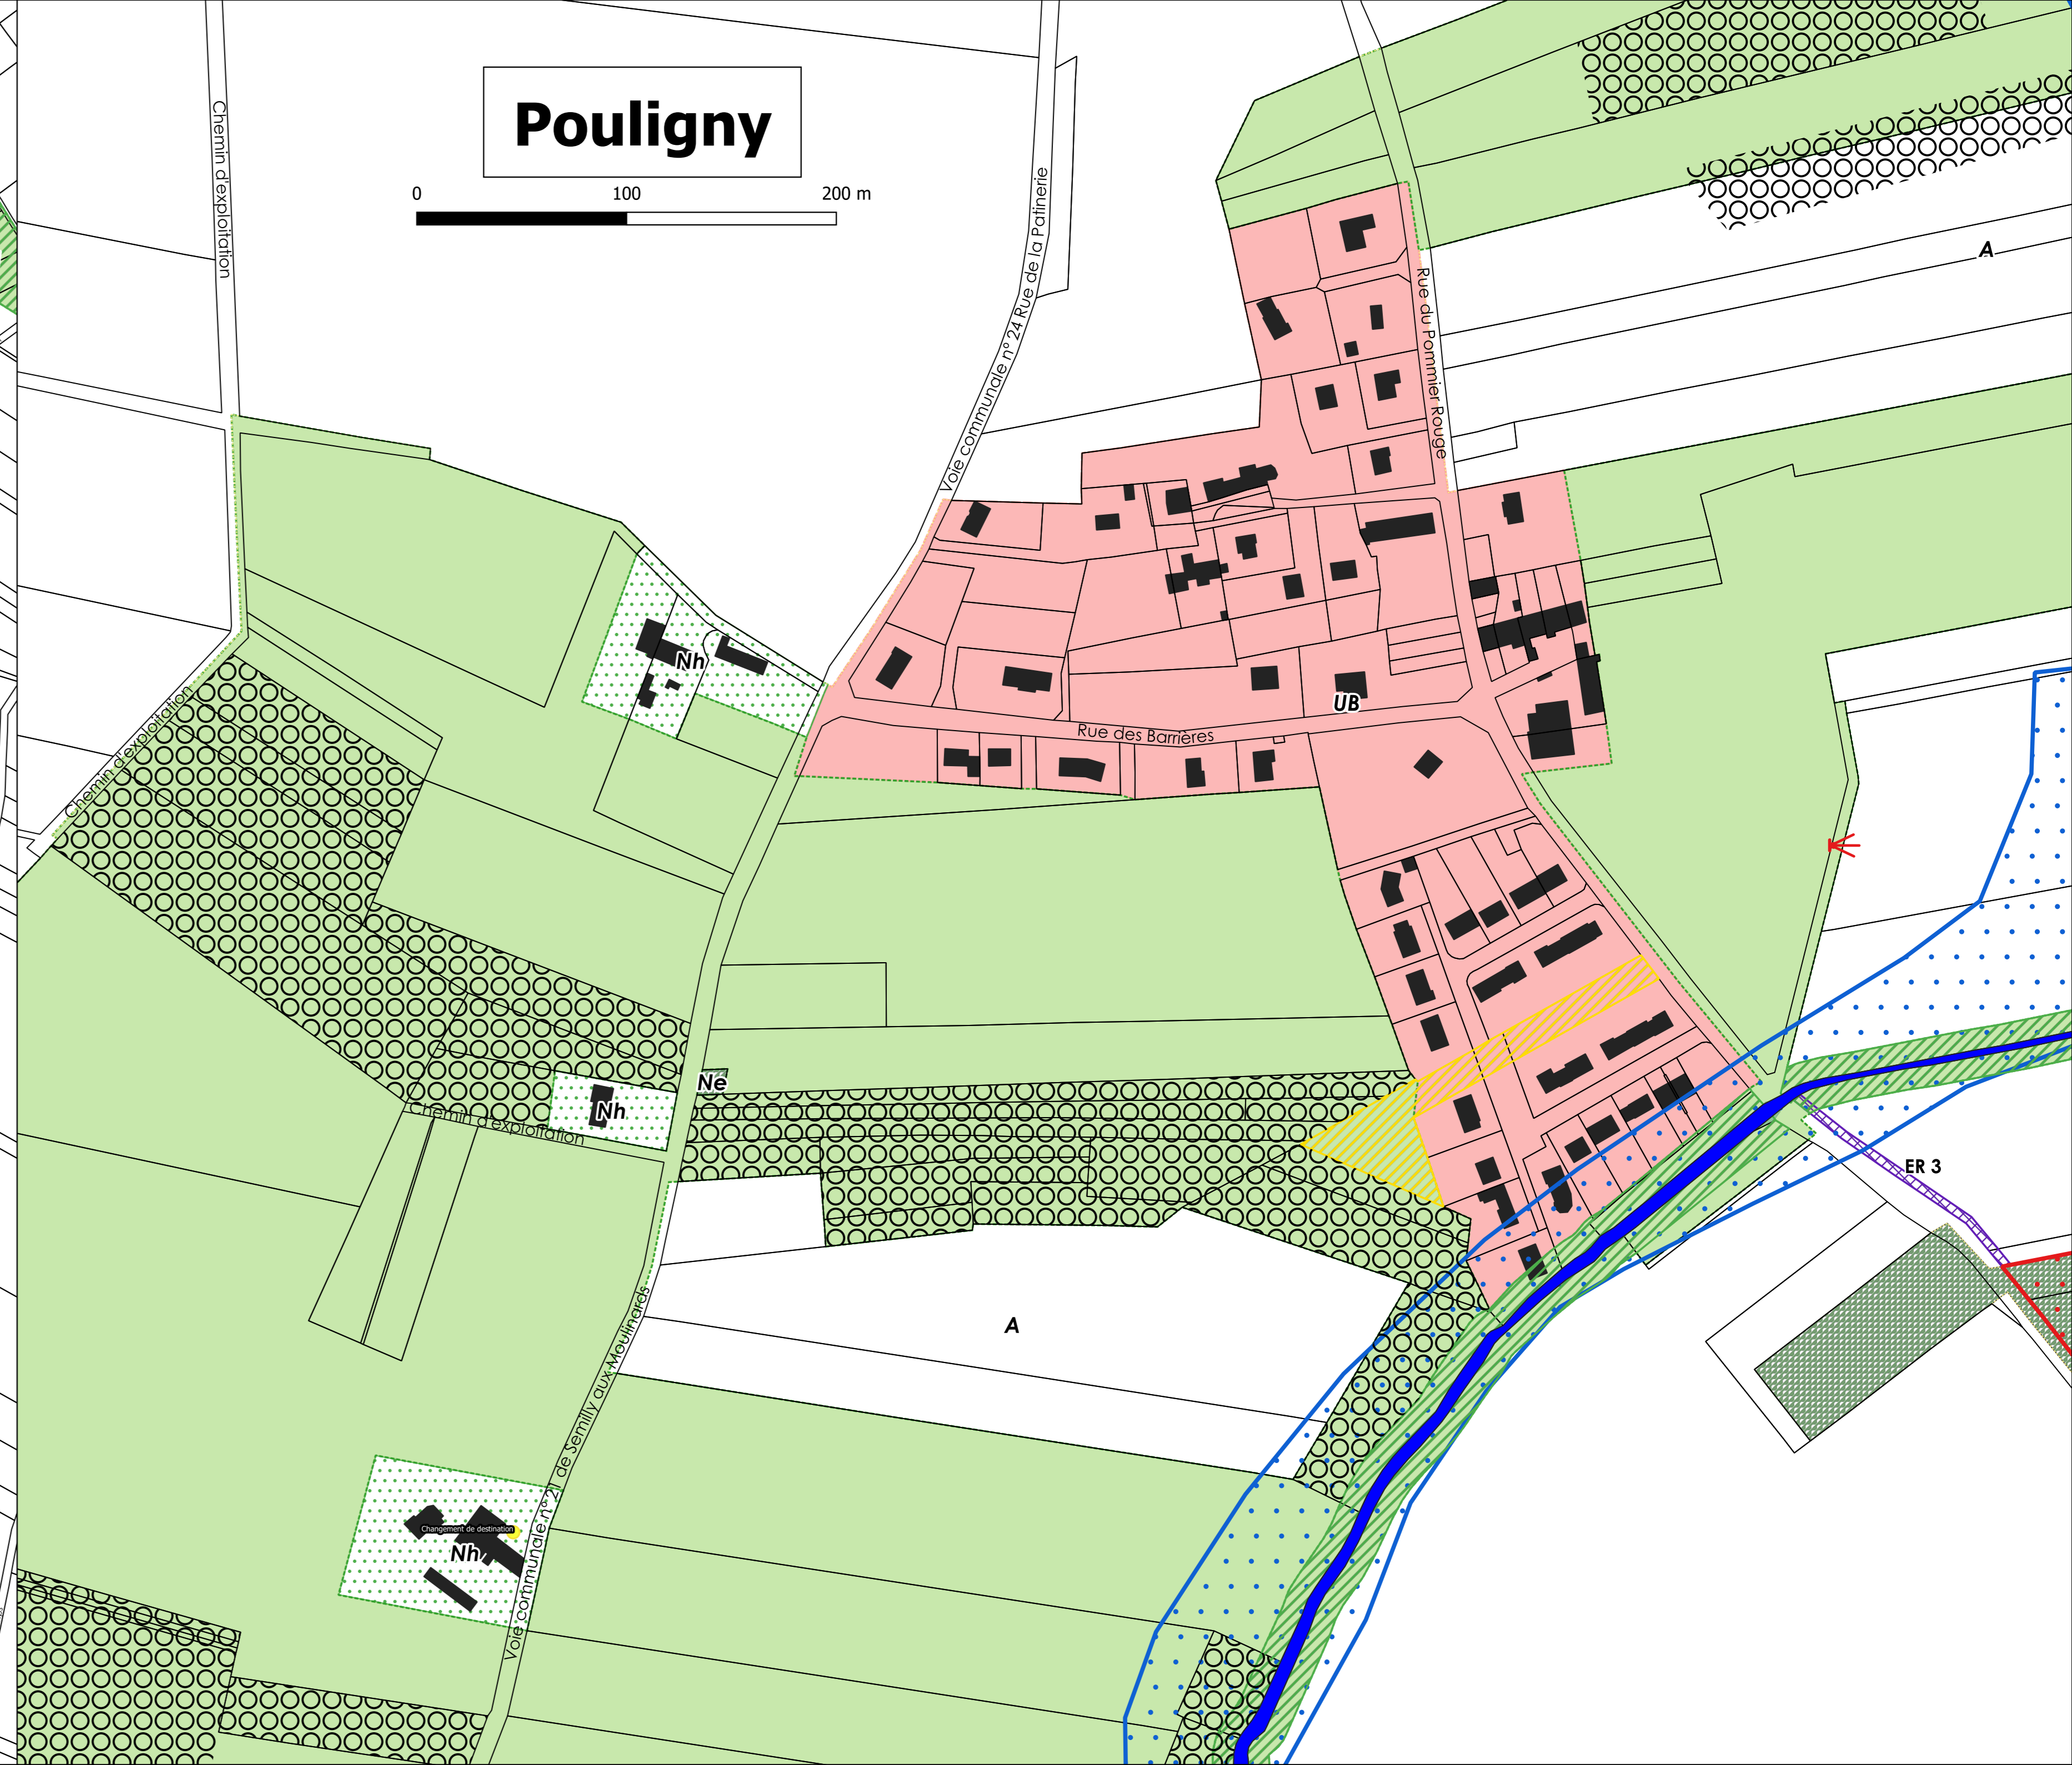 Pouligny
0 100 200 m
Chemin d'exploitation
Voie communale n° 24 Rue de la Patinerie
Rue du Pommier Rouge
A
Chemin d'exploitation
Nh
UB
Rue des Barrières
Ne
Nh
Chemin d'exploitation
ER 3
A
Voie communale n° 21 de Semilly aux Moulinards
Changement de destination
Nh